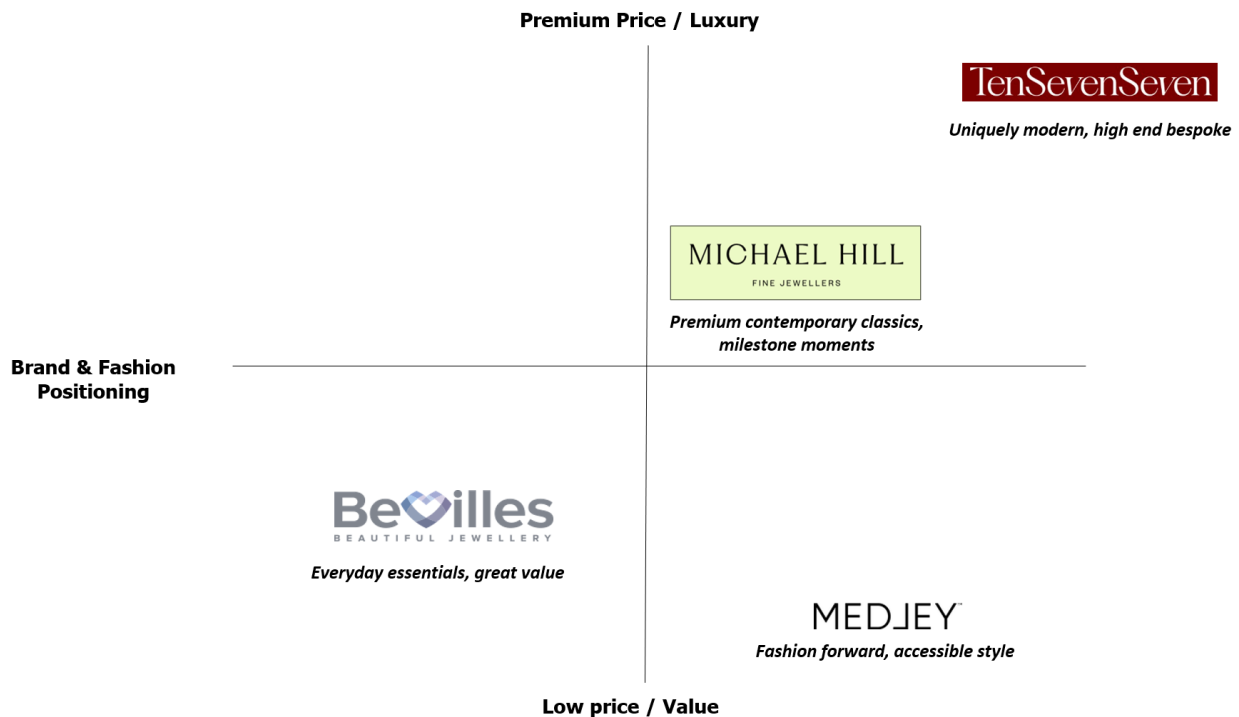 Premium Price / Luxury
TenSevenSeven
Uniquely modern, high end bespoke
MICHAEL HILL
FINE JEWELLERS
Premium contemporary classics,
milestone moments
Brand & Fashion
Positioning
Bevilles
BEAUTIFUL JEWELLERY
Everyday essentials, great value
MEDLEY™
Fashion forward, accessible style
Low price / Value